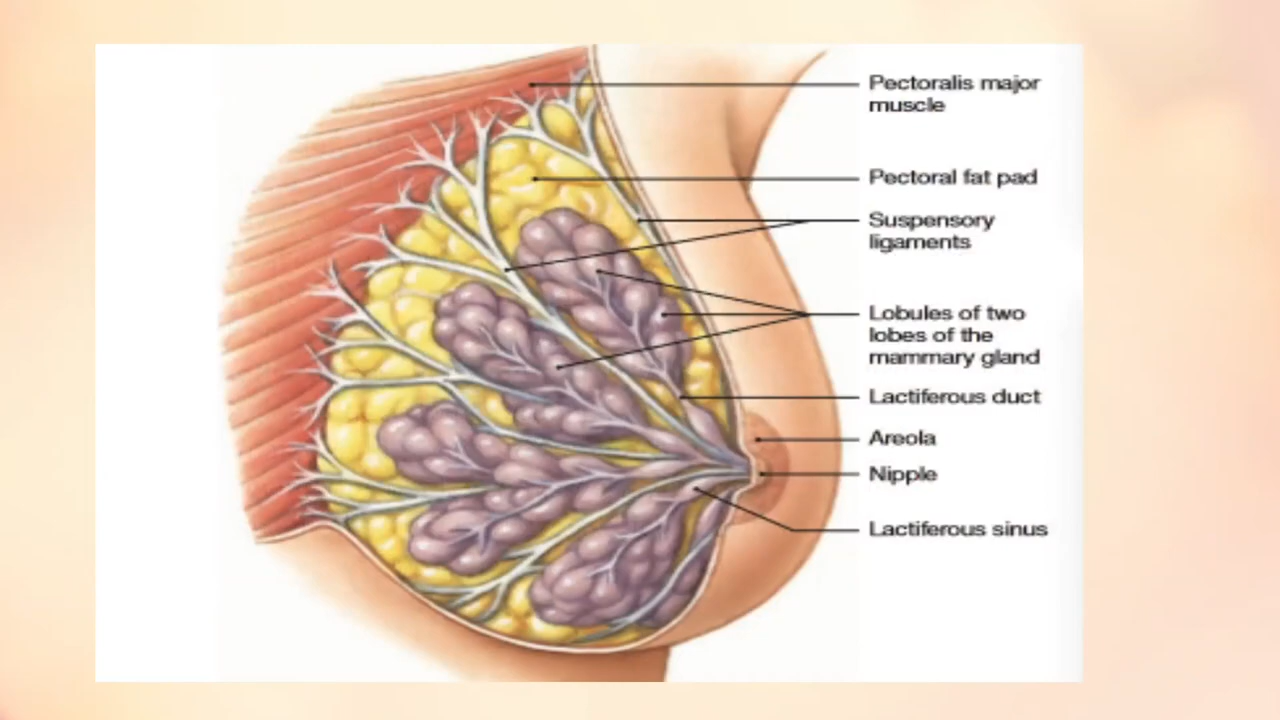 Pectoralis major
muscle
Pectoral fat pad
Suspensory
ligaments
Lobules of two
lobes of the
mammary gland
Lactiferous duct
Areola
Nipple
Lactiferous sinus